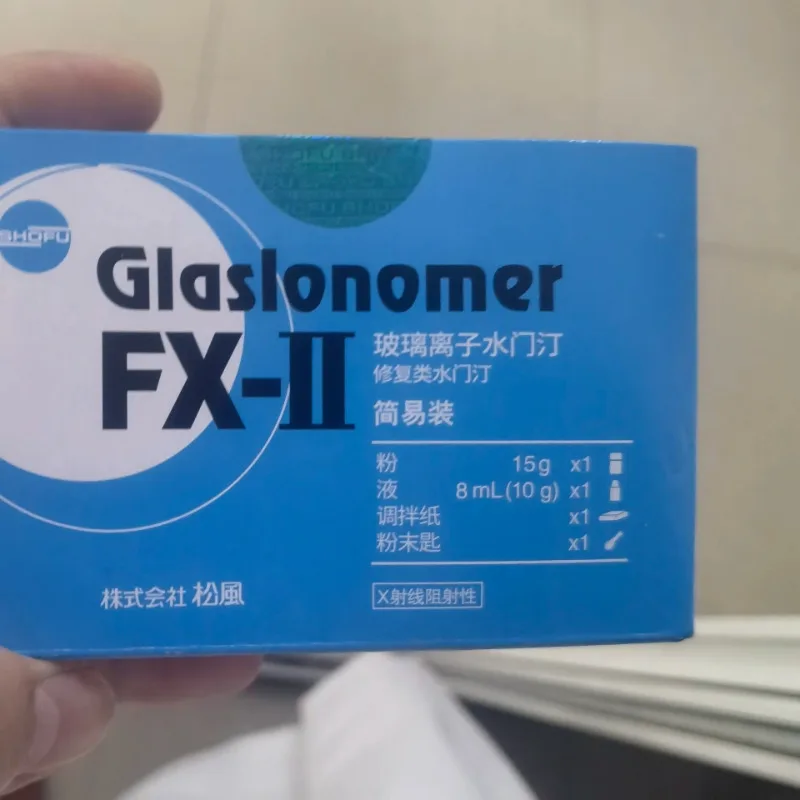 SHOFU
GlasIonomer
FX-II
玻璃离子水门汀
修复类水门汀
简易装
粉 15g x1
液 8mL(10 g) x1
调拌纸 x1
粉末匙 x1
株式会社 松風
X射线阻射性